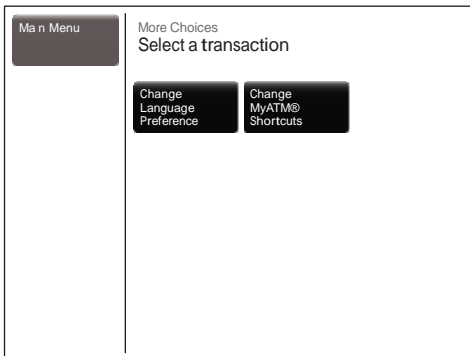 Ma n Menu
More Choices
Select a transaction
Change
Language
Preference
Change
MyATM®
Shortcuts